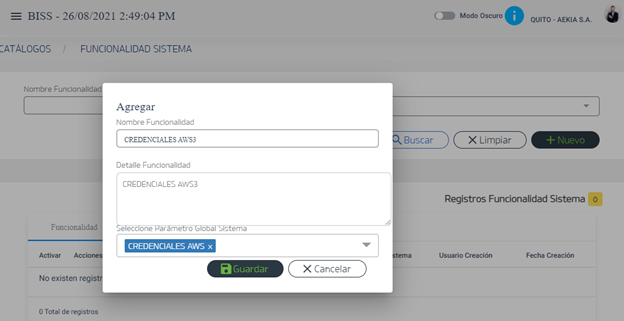 BISS - 26/08/2021 2:49:04 PM
Modo Oscuro
QUITO - AEKIA S.A.
CATÁLOGOS / FUNCIONALIDAD SISTEMA
Nombre Funcionalidad
Agregar
Nombre Funcionalidad
CREDENCIALES AWS3
Buscar
Limpiar
Nuevo
Detalle Funcionalidad
CREDENCIALES AWS3
Registros Funcionalidad Sistema 0
Funcionalidad
Seleccione Parámetro Global Sistema
CREDENCIALES AWS x
Activar Acciones
Usuario Creación Fecha Creación
Guardar
Cancelar
No existen
0 Total de registros